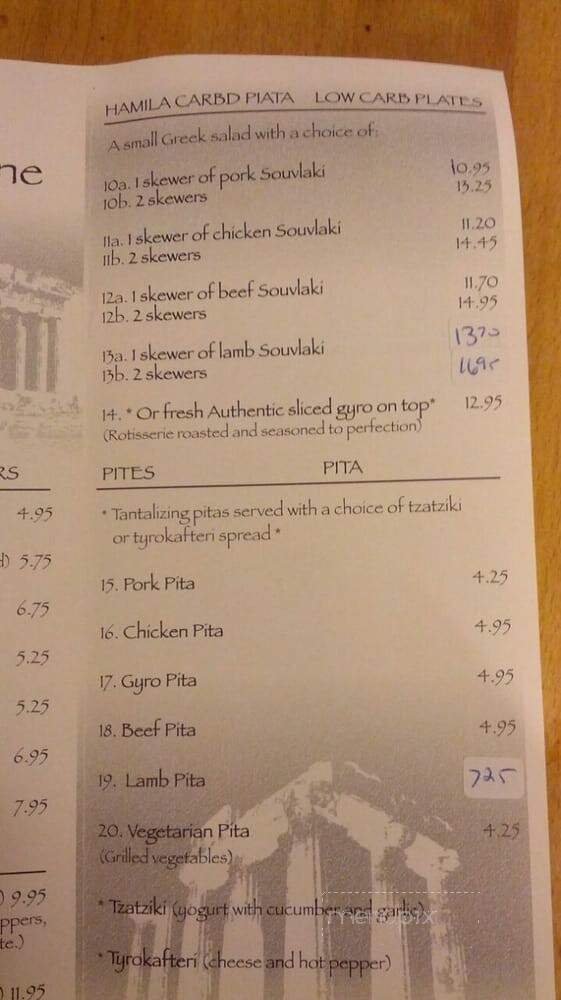 ne
HAMILA CARBD PIATA LOW CARB PLATES
A small Greek salad with a choice of:
10a. 1 skewer of pork Souvlaki 10.95
10b. 2 skewers 13.25
11a. 1 skewer of chicken Souvlaki 11.20
11b. 2 skewers 14.45
12a. 1 skewer of beef Souvlaki 11.70
12b. 2 skewers 14.95
13a. 1 skewer of lamb Souvlaki 1370
13b. 2 skewers 1695
14. * Or fresh Authentic sliced gyro on top* 12.95
(Rotisserie roasted and seasoned to perfection)
RS
4.95
d) 5.75
6.75
5.25
5.25
6.95
7.95
) 9.95
ppers,
te.)
) 11.95
PITES PITA
* Tantalizing pitas served with a choice of tzatziki
or tyrokafteri spread *
15. Pork Pita 4.25
16. Chicken Pita 4.95
17. Gyro Pita 4.95
18. Beef Pita 4.95
19. Lamb Pita 725
20. Vegetarian Pita 4.25
(Grilled vegetables)
* Tzatziki (yogurt with cucumber and garlic)
menupix
* Tyrokafteri (cheese and hot pepper)